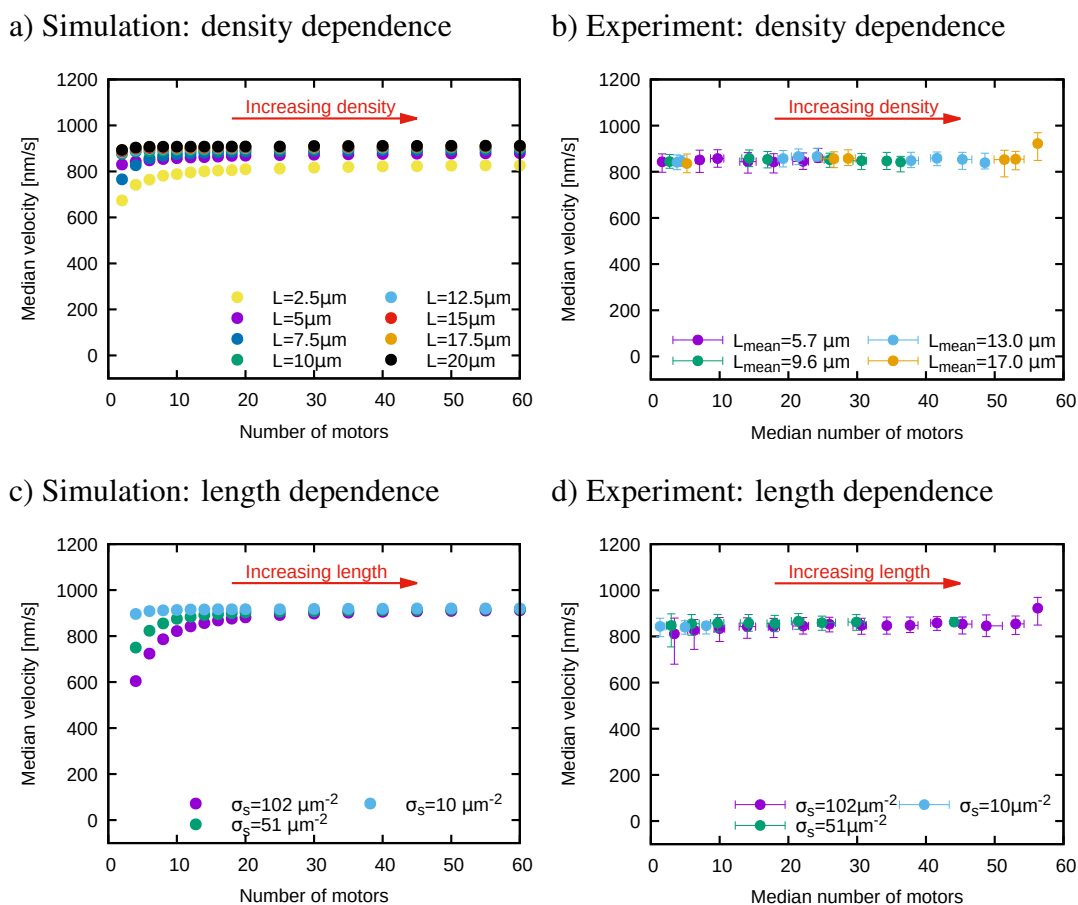 a) Simulation: density dependence
1200
1000
800
600
400
200
0
0 10 20 30 40 50 60
Median velocity [nm/s]
Number of motors
Increasing density
L=2.5μm
L=5μm
L=7.5μm
L=10μm
L=12.5μm
L=15μm
L=17.5μm
L=20μm
b) Experiment: density dependence
1200
1000
800
600
400
200
0
0 10 20 30 40 50 60
Median velocity [nm/s]
Median number of motors
Increasing density
Lmean=5.7 μm
Lmean=9.6 μm
Lmean=13.0 μm
Lmean=17.0 μm
c) Simulation: length dependence
1200
1000
800
600
400
200
0
0 10 20 30 40 50 60
Median velocity [nm/s]
Number of motors
Increasing length
σs=102 μm-2
σs=51 μm-2
σs=10 μm-2
d) Experiment: length dependence
1200
1000
800
600
400
200
0
0 10 20 30 40 50 60
Median velocity [nm/s]
Median number of motors
Increasing length
σs=102μm-2
σs=51μm-2
σs=10μm-2